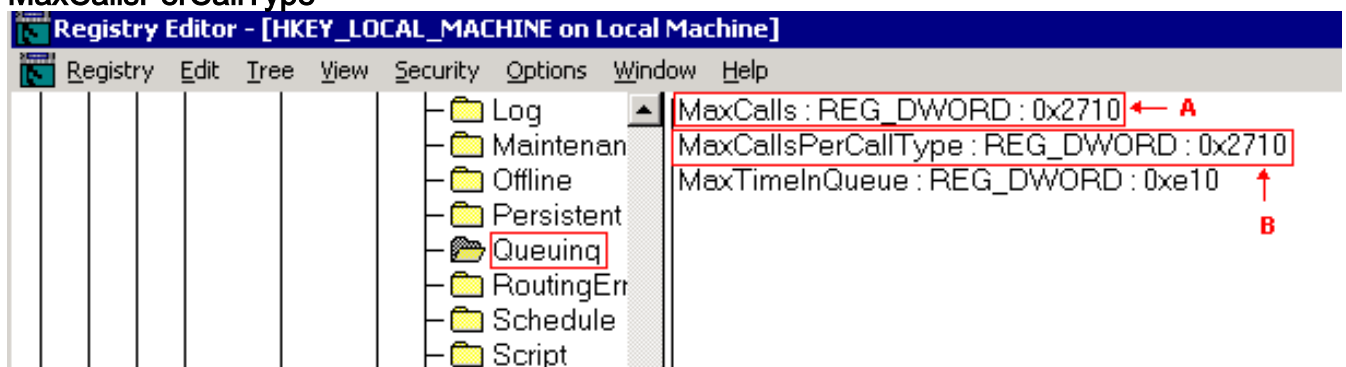 MaxCallsPerCallType
Registry Editor - [HKEY_LOCAL_MACHINE on Local Machine]
Registry Edit Tree View Security Options Window Help
Log
Maintenan
Offline
Persistent
Queuing
RoutingErr
Schedule
Script
MaxCalls : REG_DWORD : 0x2710 A
MaxCallsPerCallType : REG_DWORD : 0x2710
MaxTimeInQueue : REG_DWORD : 0xe10
B